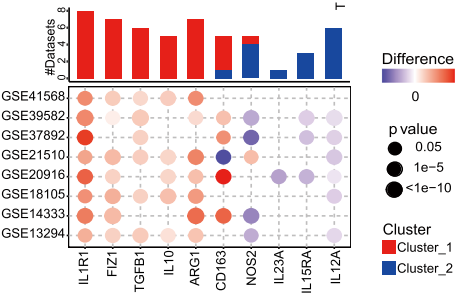 T
#Datasets
8
6
4
2
0
GSE41568
GSE39582
GSE37892
GSE21510
GSE20916
GSE18105
GSE14333
GSE13294
IL1R1
FIZ1
TGFB1
IL10
ARG1
CD163
NOS2
IL23A
IL15RA
IL12A
Difference
0
p value
0.05
1e−5
<1e−10
Cluster
Cluster_1
Cluster_2